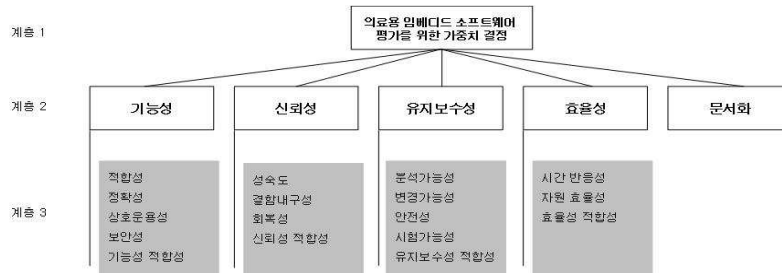 계층 1
의료용 임베디드 소프트웨어
평가를 위한 가중치 결정
계층 2
기능성
신뢰성
유지보수성
효율성
문서화
계층 3
적합성
정확성
상호운용성
보안성
기능성 적합성
성숙도
결함내구성
회복성
신뢰성 적합성
분석가능성
변경가능성
안전성
시험가능성
유지보수성 적합성
시간 반응성
자원 효율성
효율성 적합성